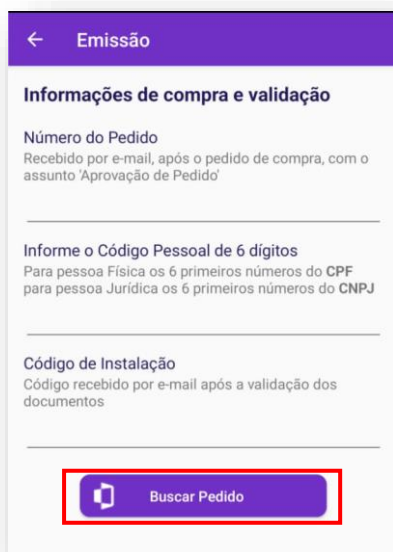 Emissão
Informações de compra e validação
Número do Pedido
Recebido por e-mail, após o pedido de compra, com o
assunto 'Aprovação de Pedido'
Informe o Código Pessoal de 6 dígitos
Para pessoa Física os 6 primeiros números do CPF
para pessoa Jurídica os 6 primeiros números do CNPJ
Código de Instalação
Código recebido por e-mail após a validação dos
documentos
Buscar Pedido